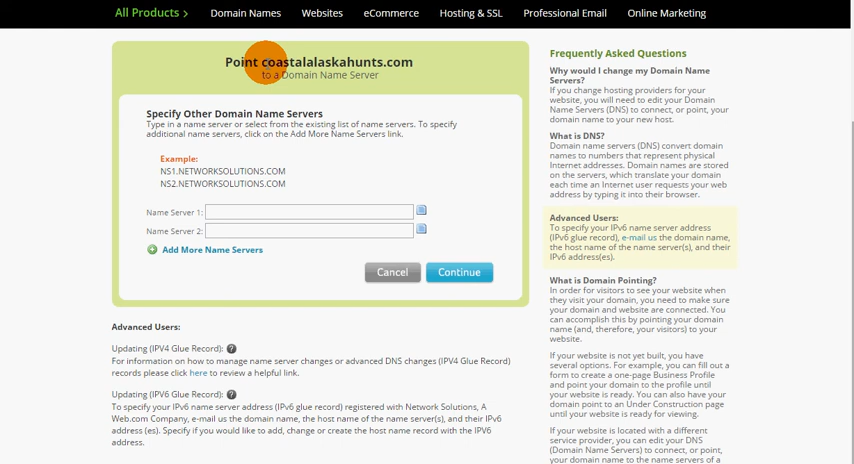 All Products >
Domain Names
Websites
eCommerce
Hosting & SSL
Professional Email
Online Marketing
Point coastalalaskahunts.com
to a Domain Name Server
Specify Other Domain Name Servers
Type in a name server or select from the existing list of name servers. To specify
additional name servers, click on the Add More Name Servers link.
Example:
NS1.NETWORKSOLUTIONS.COM
NS2.NETWORKSOLUTIONS.COM
Name Server 1:
Name Server 2:
Add More Name Servers
Cancel
Continue
Advanced Users:
Updating (IPV4 Glue Record): ?
For information on how to manage name server changes or advanced DNS changes (IPV4 Glue Record)
records please click here to review a helpful link.
Updating (IPV6 Glue Record): ?
To specify your IPv6 name server address (IPv6 glue record) registered with Network Solutions, A
Web.com Company, e-mail us the domain name, the host name of the name server(s), and their IPv6
address (es). Specify if you would like to add, change or create the host name record with the IPV6
address.
Frequently Asked Questions
Why would I change my Domain Name
Servers?
If you change hosting providers for your
website, you will need to edit your Domain
Name Servers (DNS) to connect, or point, your
domain name to your new host.
What is DNS?
Domain name servers (DNS) convert domain
names to numbers that represent physical
Internet addresses. Domain names are stored
on the servers, which translate your domain
each time an Internet user requests your web
address by typing it into their browser.
Advanced Users:
To specify your IPv6 name server address
(IPv6 glue record), e-mail us the domain name,
the host name of the name server(s), and their
IPv6 address(es).
What is Domain Pointing?
In order for visitors to see your website when
they visit your domain, you need to make sure
your domain and website are connected. You can
accomplish this by pointing your domain
name (and, therefore, your visitors) to your
website.
If your website is not yet built, you have
several options. For example, you can fill out a
form to create a one-page Business Profile
and point your domain to the profile until
your website is ready. You can also have your
domain point to an Under Construction page
until your website is ready for viewing.
If your website is located with a different
service provider, you can edit your DNS
(Domain Name Servers) to connect, or point,
your domain to the name servers of a